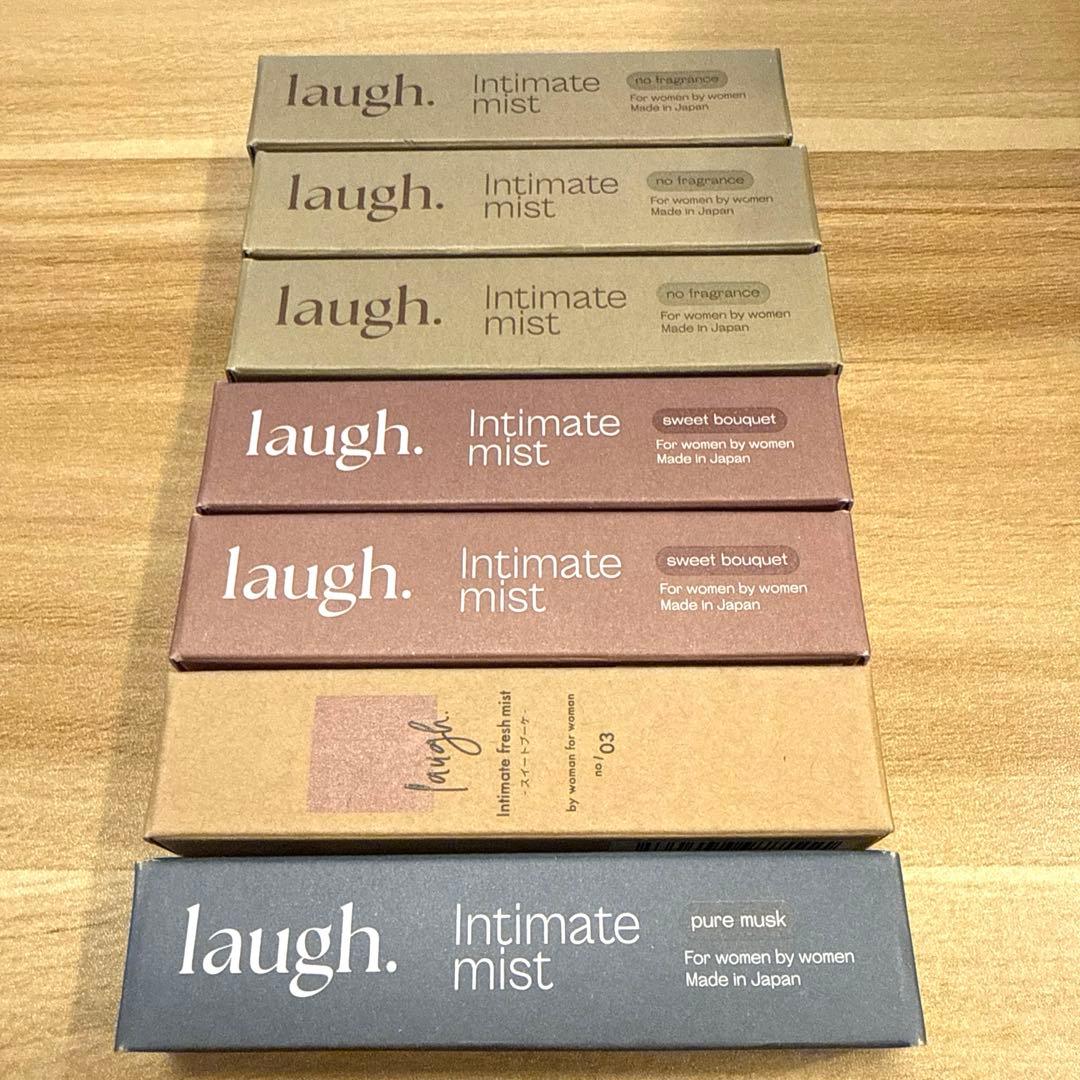 laugh.
Intimate
mist
no fragrance
For women by women
Made in Japan
laugh.
Intimate
mist
no fragrance
For women by women
Made in Japan
laugh.
Intimate
mist
no fragrance
For women by women
Made in Japan
laugh.
Intimate
mist
sweet bouquet
For women by women
Made in Japan
laugh.
Intimate
mist
sweet bouquet
For women by women
Made in Japan
laugh.
Intimate fresh mist
-スイートブーケ-
by woman for woman
no/03
laugh.
Intimate
mist
pure musk
For women by women
Made in Japan